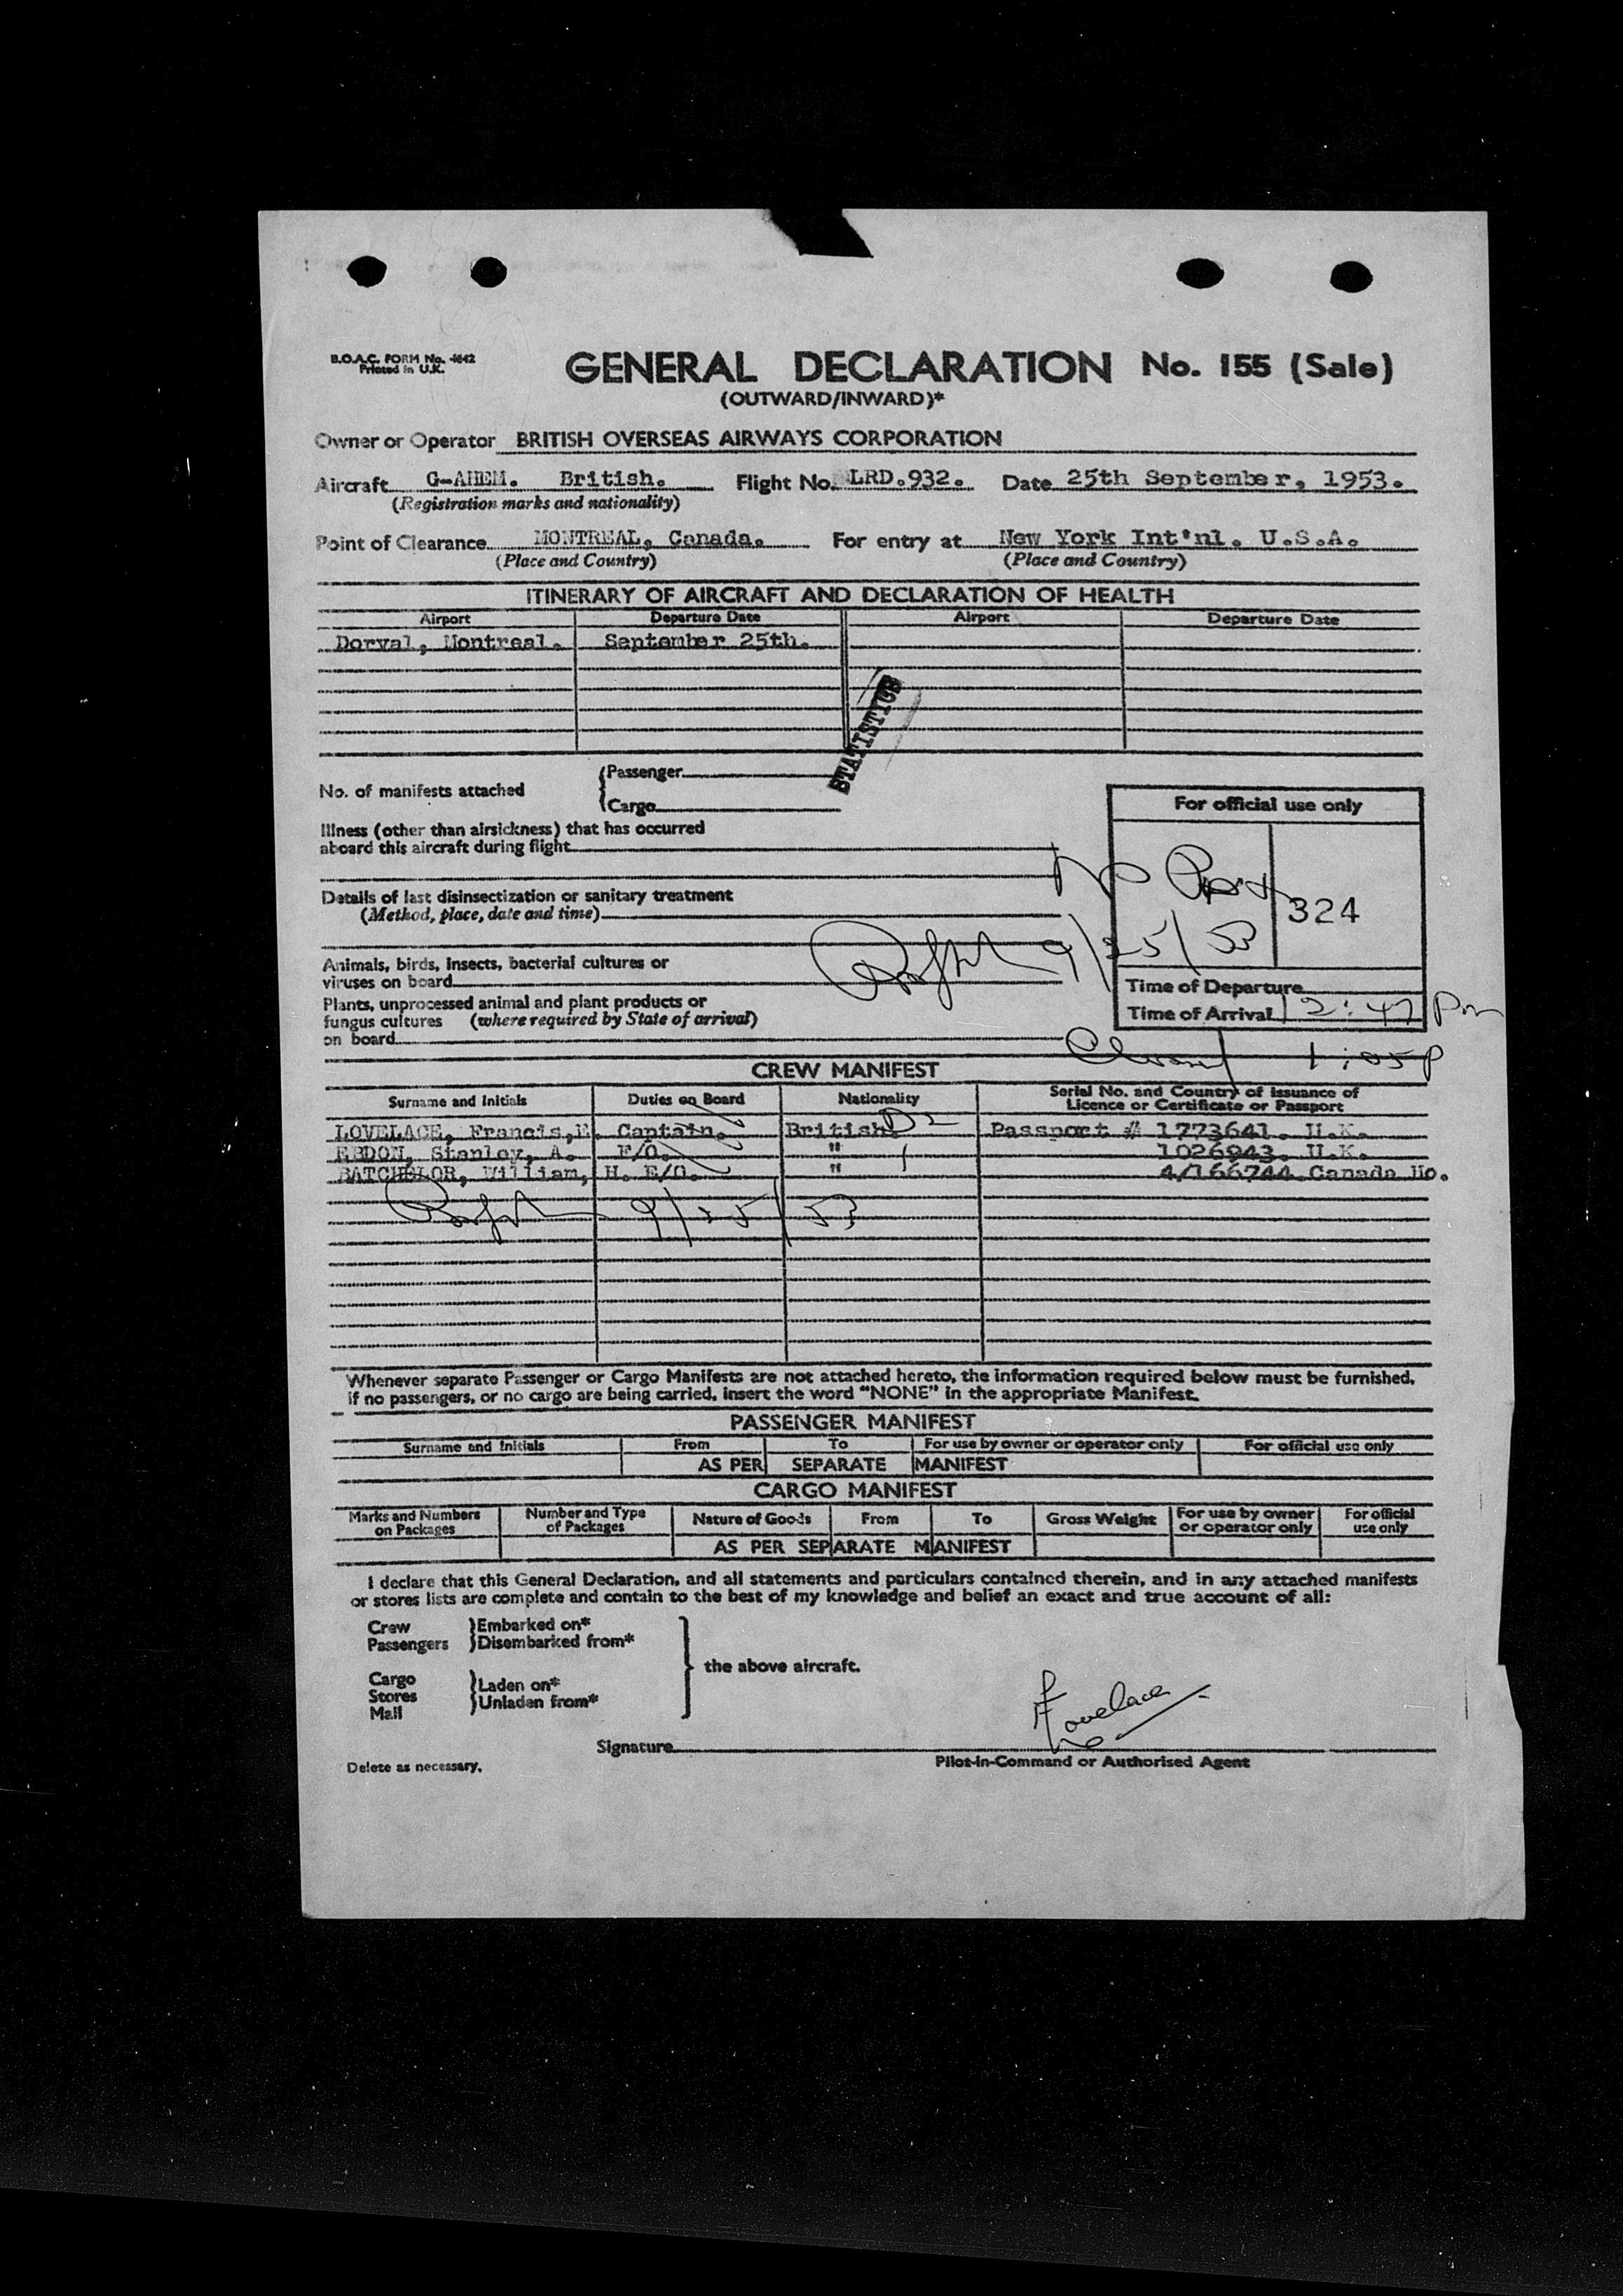 B.O.A.C. FORM No. 4642
Printed in U.K.
GENERAL DECLARATION No. 155 (Sale)
(OUTWARD/INWARD)*
Owner or Operator BRITISH OVERSEAS AIRWAYS CORPORATION
Aircraft G-AHEM. British. Flight No. LRD.932. Date 25th September, 1953.
(Registration marks and nationality)
Point of Clearance MONTREAL, Canada. For entry at New York Int'nl. U.S.A.
(Place and Country) (Place and Country)
ITINERARY OF AIRCRAFT AND DECLARATION OF HEALTH
Airport Departure Date Airport Departure Date
Dorval, Montreal. September 25th.
STATISTICS
No. of manifests attached
Passenger
Cargo
For official use only
Illness (other than airsickness) that has occurred
aboard this aircraft during flight
No
324
Details of last disinsectization or sanitary treatment
(Method, place, date and time)
9/25/53
Animals, birds, insects, bacterial cultures or
viruses on board
Time of Departure
Plants, unprocessed animal and plant products or
fungus cultures (where required by State of arrival)
on board
Time of Arrival 12:47 Pm
1:05P
CREW MANIFEST
Surname and Initials Duties on Board Nationality Serial No. and Country of Issuance of
Licence or Certificate or Passport
LOVELACE, Francis,E. Captain. British. D2 Passport # 1773641. U.K.
EBDON, Stanley, A. F/O. " 1026943. U.K.
BATCHELOR, William, H. E/O. " 4/166744. Canada Ho.
9/25/53
Whenever separate Passenger or Cargo Manifests are not attached hereto, the information required below must be furnished.
If no passengers, or no cargo are being carried, insert the word "NONE" in the appropriate Manifest.
PASSENGER MANIFEST
Surname and Initials From To For use by owner or operator only For official use only
AS PER SEPARATE MANIFEST
CARGO MANIFEST
Marks and Numbers on Packages Number and Type of Packages Nature of Goods From To Gross Weight For use by owner or operator only For official use only
AS PER SEPARATE MANIFEST
I declare that this General Declaration, and all statements and particulars contained therein, and in any attached manifests
or stores lists are complete and contain to the best of my knowledge and belief an exact and true account of all:
Crew Embarked on*
Passengers Disembarked from*
the above aircraft.
Cargo
Stores Laden on*
Mail Unladen from*
F Lovelace
Signature
Pilot-in-Command or Authorised Agent
Delete as necessary.